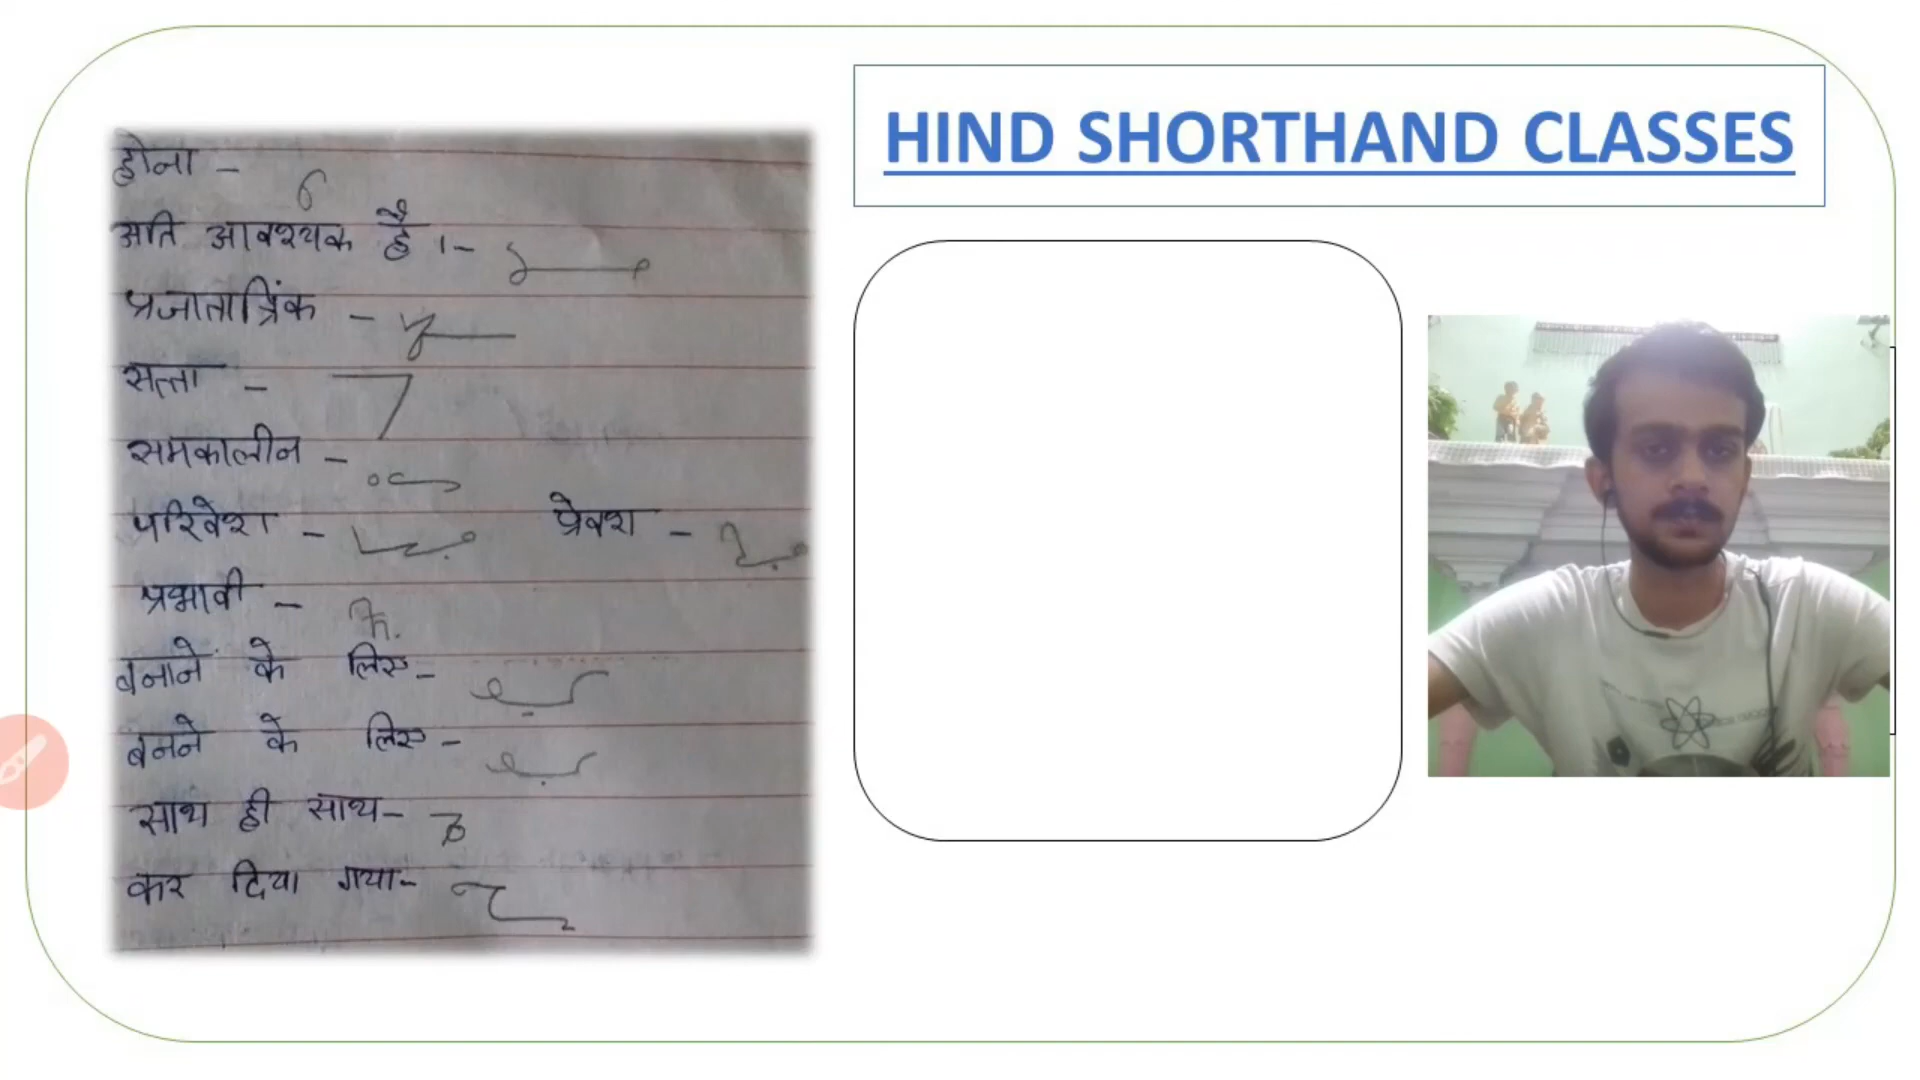 HIND SHORTHAND CLASSES
होना -
अति आवश्यक है ।-
प्रजातांत्रिक -
सत्ता -
समकालीन -
परिवेश - प्रवेश -
प्रभावी -
बनाने के लिए -
बनने के लिए -
साथ ही साथ -
कर दिया गया -